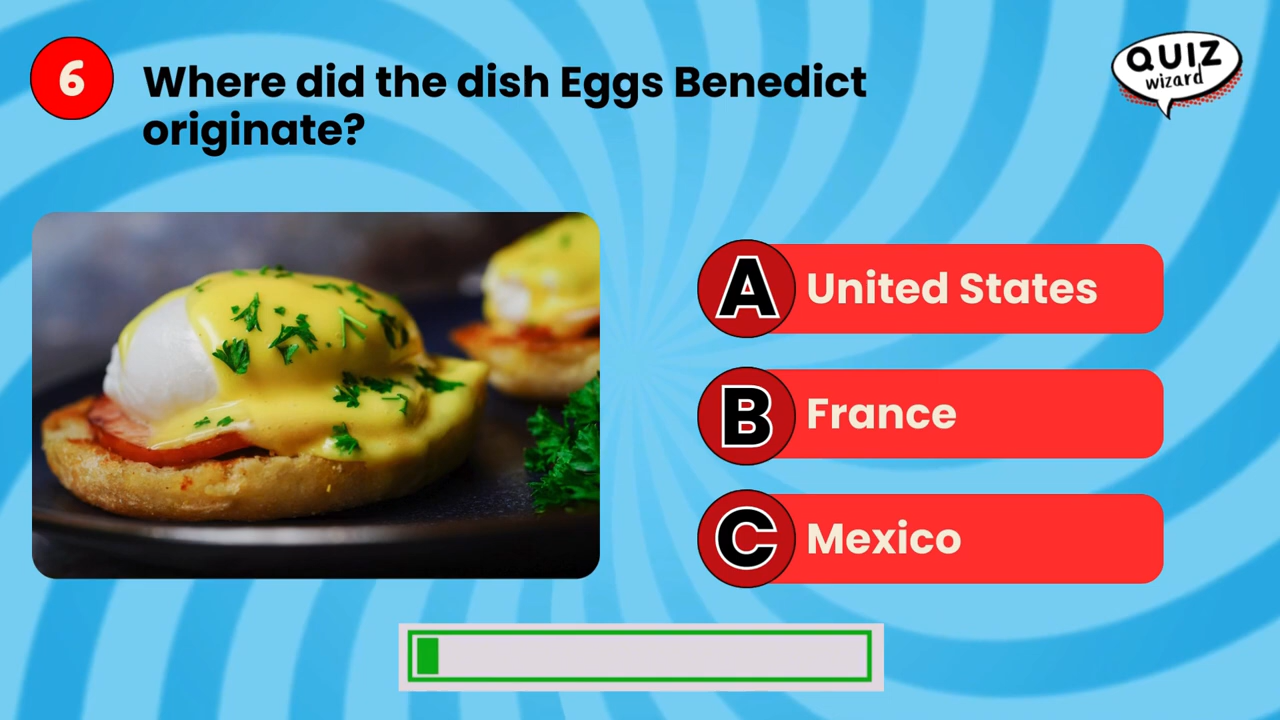 6
Where did the dish Eggs Benedict
originate?
QUIZ
wizard
A United States
B France
C Mexico